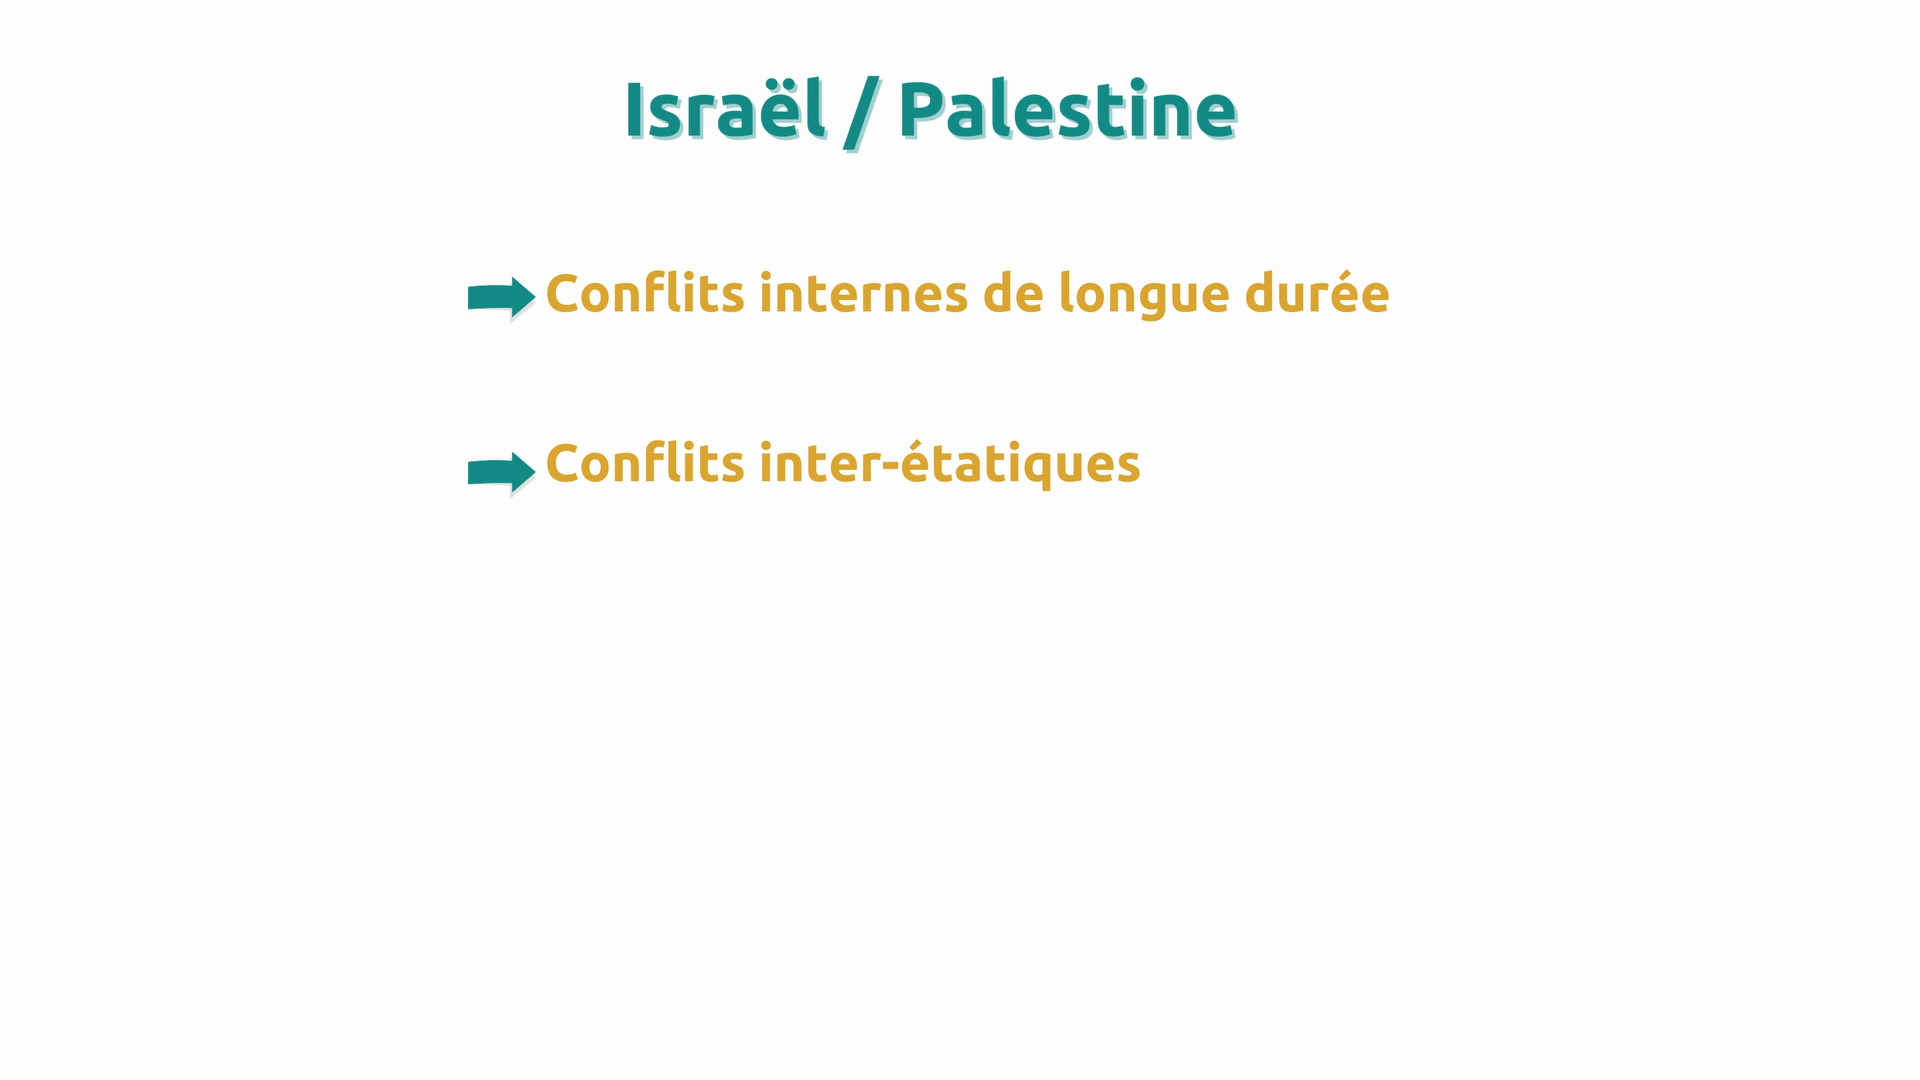 Israël / Palestine
Conflits internes de longue durée
Conflits inter-étatiques